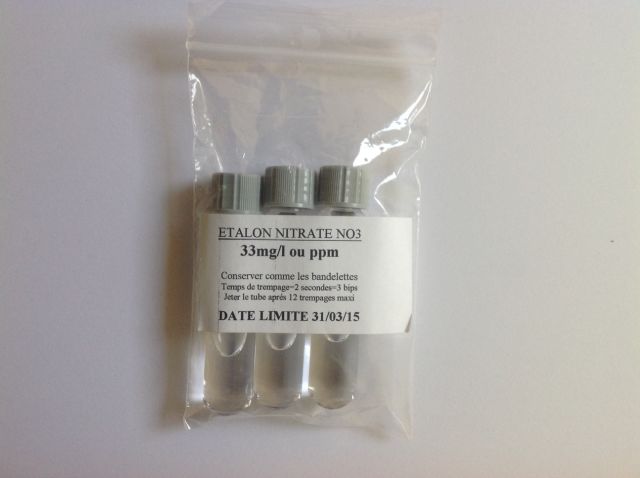 ETALON NITRATE NO3
33mg/l ou ppm
Conserver comme les bandelettes
Temps de trempage=2 secondes=3 bips
Jeter le tube aprés 12 trempages maxi
DATE LIMITE 31/03/15